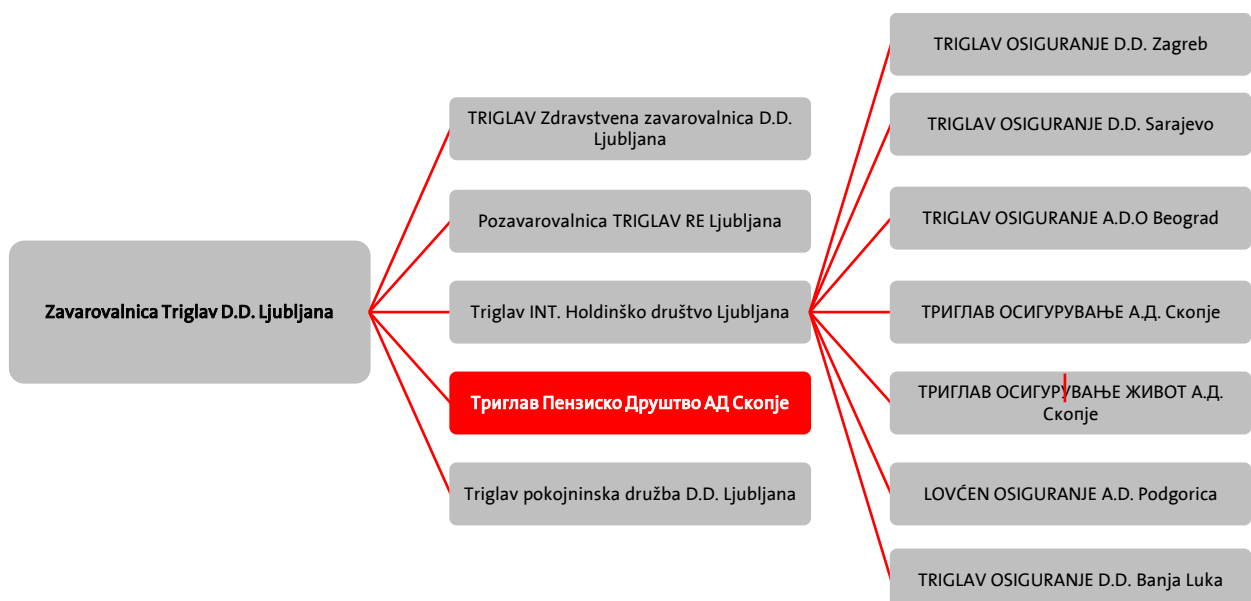 Zavarovalnica Triglav D.D. Ljubljana
TRIGLAV Zdravstvena zavarovalnica D.D.
Ljubljana
Pozavarovalnica TRIGLAV RE Ljubljana
Triglav INT. Holdinško društvo Ljubljana
Триглав Пензиско Друштво АД Скопје
Triglav pokojninska družba D.D. Ljubljana
TRIGLAV OSIGURANJE D.D. Zagreb
TRIGLAV OSIGURANJE D.D. Sarajevo
TRIGLAV OSIGURANJE A.D.O Beograd
ТРИГЛАВ ОСИГУРУВАЊЕ А.Д. Скопје
ТРИГЛАВ ОСИГУРУВАЊЕ ЖИВОТ А.Д.
Скопје
LOVĆEN OSIGURANJE A.D. Podgorica
TRIGLAV OSIGURANJE D.D. Banja Luka